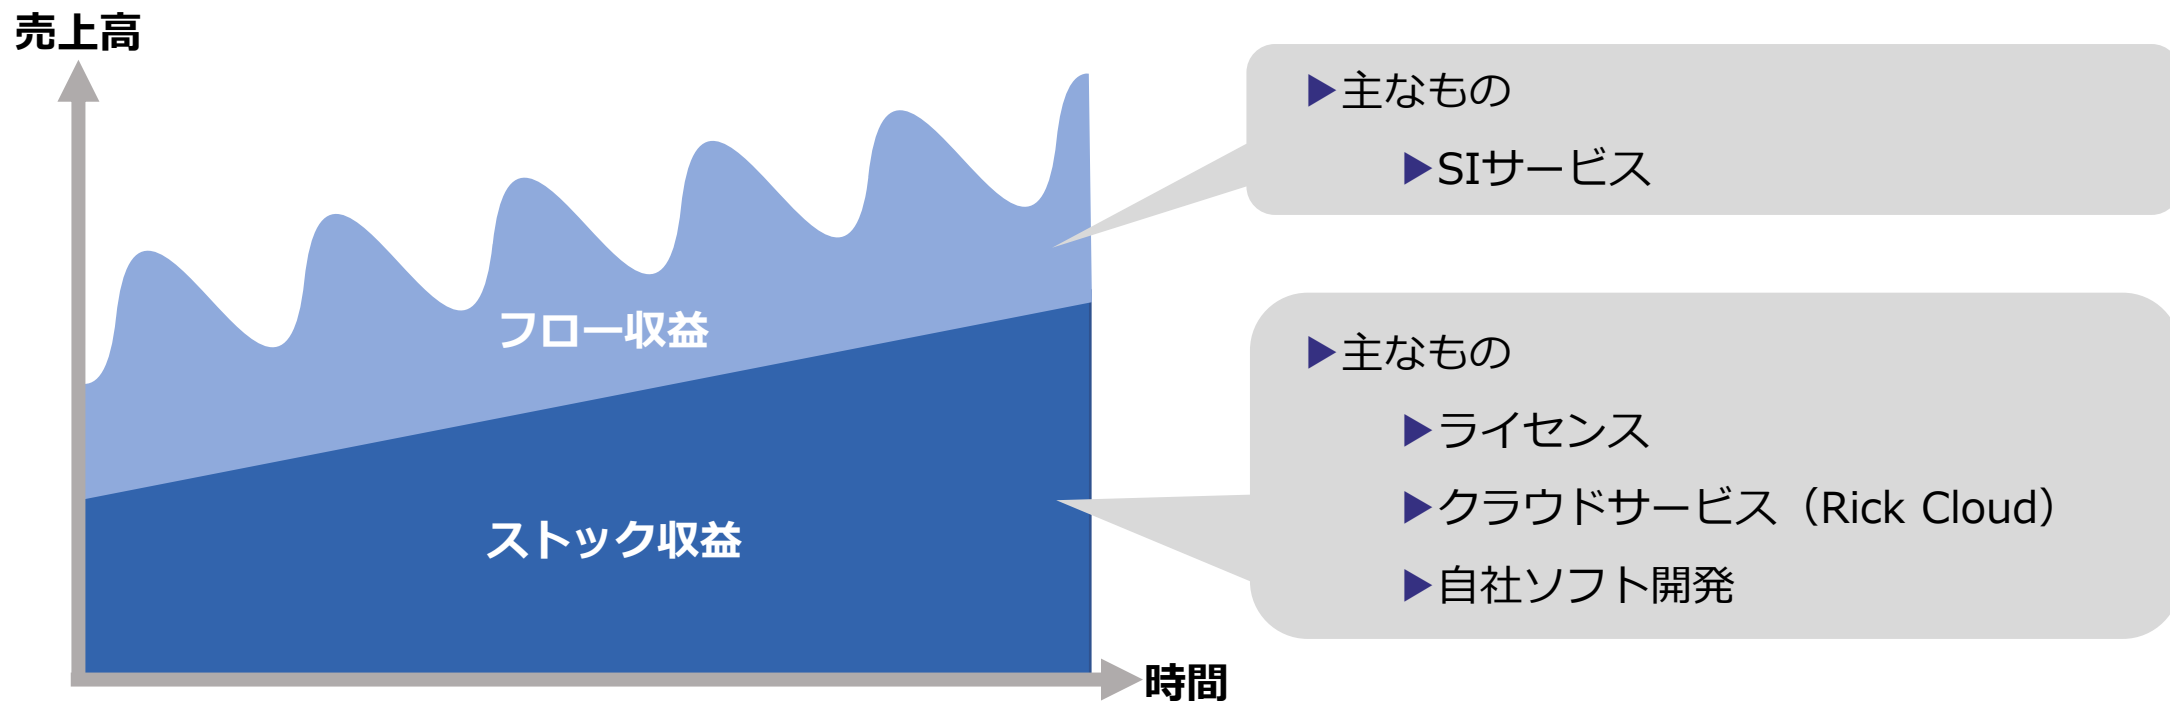 売上高
フロー収益
ストック収益
時間
▶主なもの
▶SIサービス
▶主なもの
▶ライセンス
▶クラウドサービス（Rick Cloud）
▶自社ソフト開発